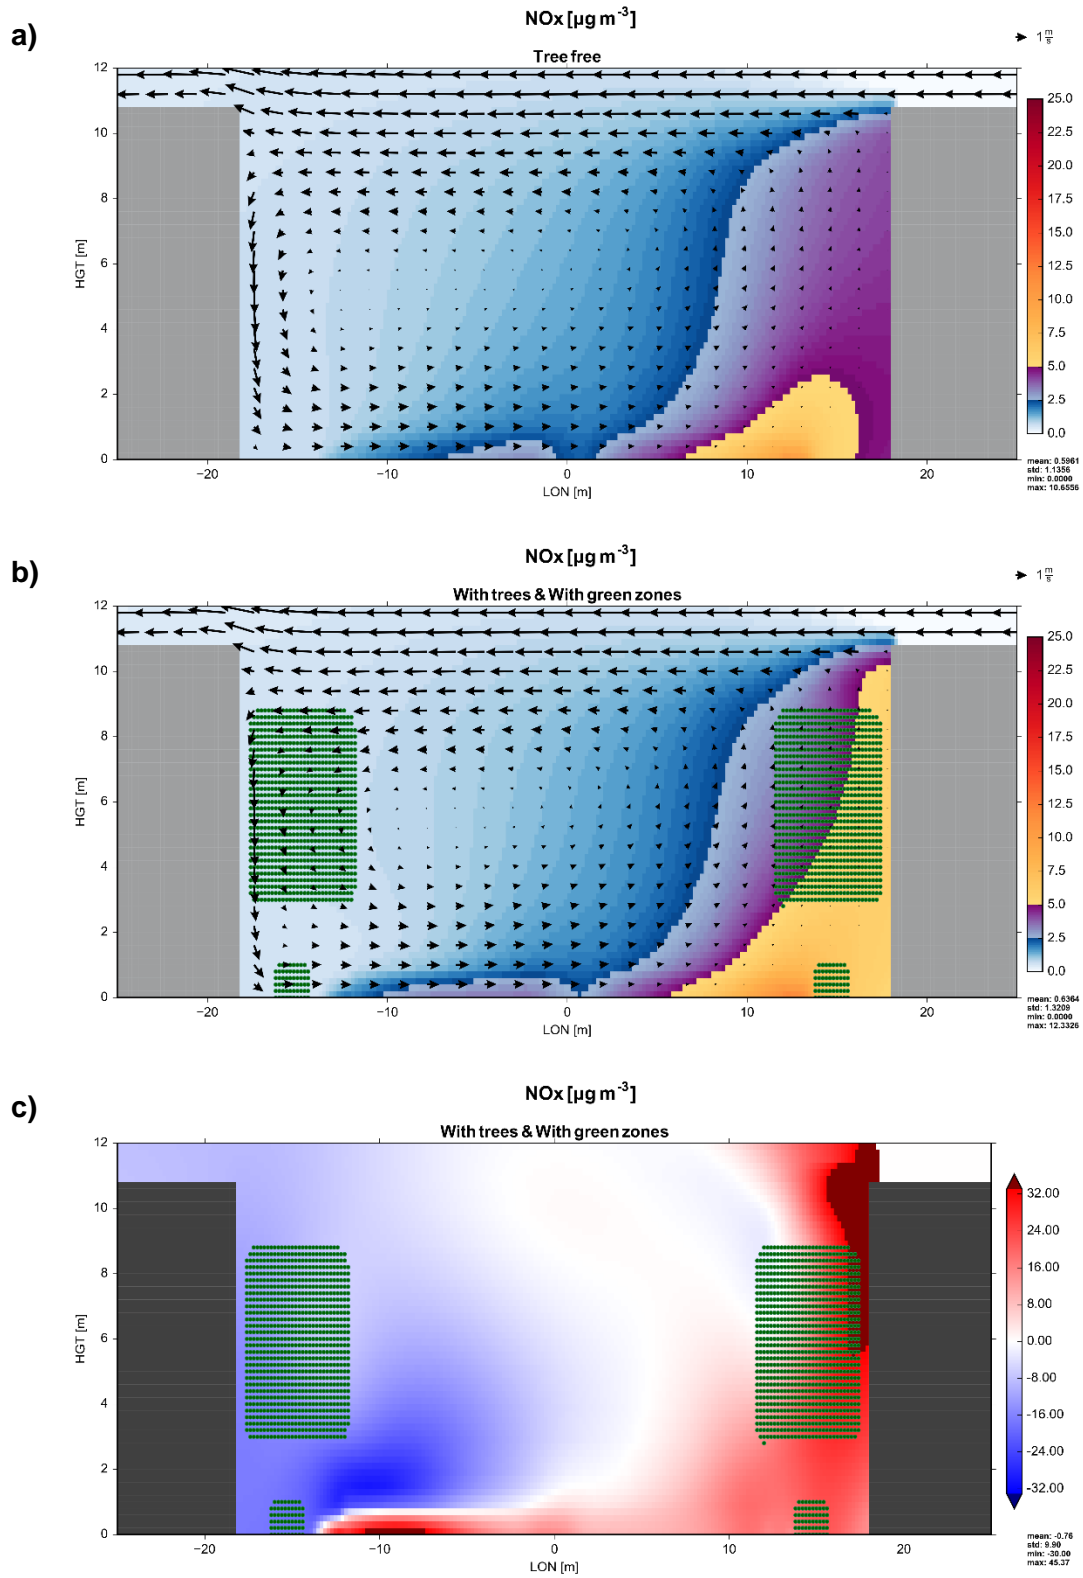 NOx [µg m⁻³]
a)
1 m/s
Tree free
12
10
8
6
4
2
0
HGT [m]
−20
−10
0
10
20
LON [m]
25.0
22.5
20.0
17.5
15.0
12.5
10.0
7.5
5.0
2.5
0.0
mean: 0.5961
std: 1.1356
min: 0.0000
max: 10.6556
NOx [µg m⁻³]
b)
1 m/s
With trees & With green zones
12
10
8
6
4
2
0
HGT [m]
−20
−10
0
10
20
LON [m]
25.0
22.5
20.0
17.5
15.0
12.5
10.0
7.5
5.0
2.5
0.0
mean: 0.6364
std: 1.3209
min: 0.0000
max: 12.3326
NOx [µg m⁻³]
c)
With trees & With green zones
12
10
8
6
4
2
0
HGT [m]
−20
−10
0
10
20
LON [m]
32.00
24.00
16.00
8.00
0.00
-8.00
-16.00
-24.00
-32.00
mean: -0.76
std: 9.90
min: -30.00
max: 45.37